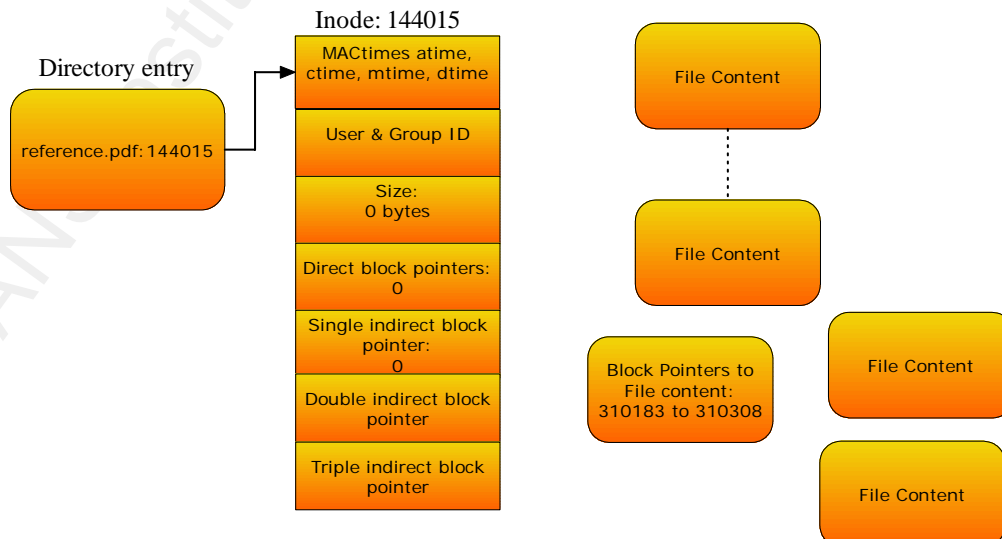 Inode: 144015
Directory entry
reference.pdf:144015
MACtimes atime,
ctime, mtime, dtime
User & Group ID
Size:
0 bytes
Direct block pointers:
0
Single indirect block
pointer:
0
Double indirect block
pointer
Triple indirect block
pointer
File Content
File Content
Block Pointers to
File content:
310183 to 310308
File Content
File Content